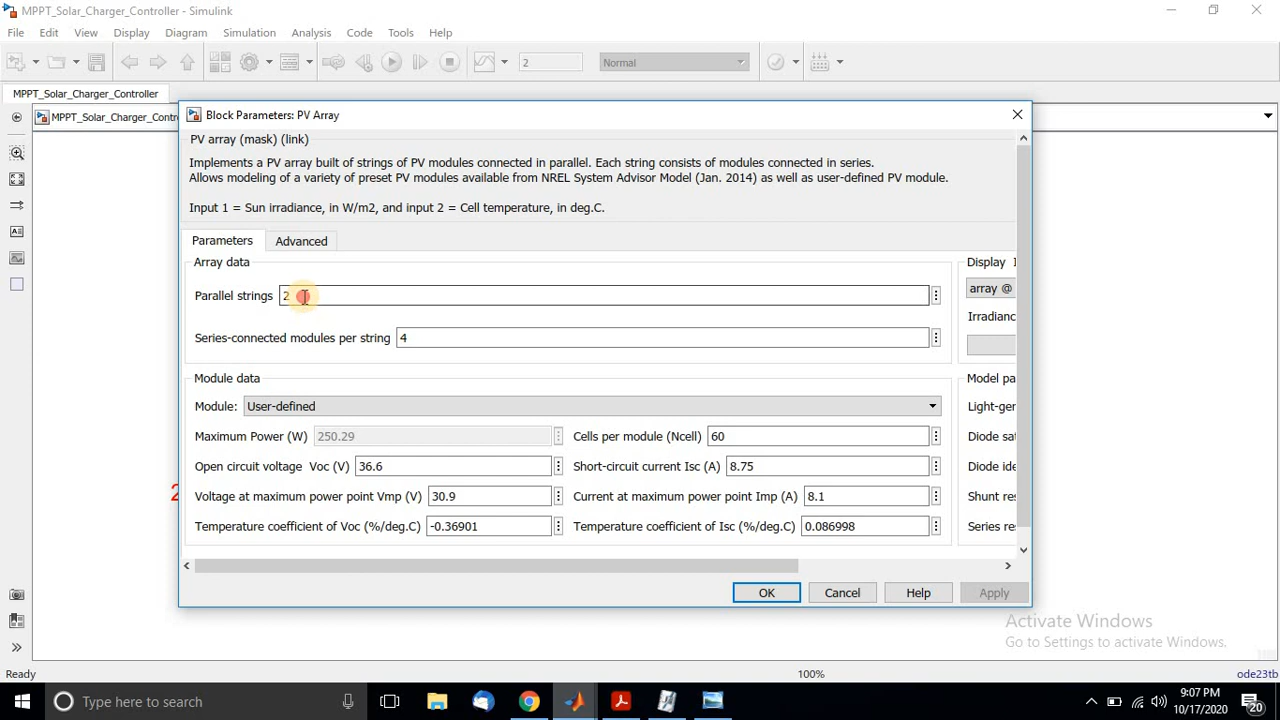 MPPT_Solar_Charger_Controller - Simulink
File Edit View Display Diagram Simulation Analysis Code Tools Help
2 Normal
MPPT_Solar_Charger_Controller
MPPT_Solar_Charger_Contro
Block Parameters: PV Array
PV array (mask) (link)
Implements a PV array built of strings of PV modules connected in parallel. Each string consists of modules connected in series.
Allows modeling of a variety of preset PV modules available from NREL System Advisor Model (Jan. 2014) as well as user-defined PV module.
Input 1 = Sun irradiance, in W/m2, and input 2 = Cell temperature, in deg.C.
Parameters Advanced
Array data Display I
Parallel strings 2 array @
Irradianc
Series-connected modules per string 4
Module data Model pa
Module: User-defined Light-ger
Maximum Power (W) 250.29 Cells per module (Ncell) 60 Diode sat
Open circuit voltage Voc (V) 36.6 Short-circuit current Isc (A) 8.75 Diode ide
2 Voltage at maximum power point Vmp (V) 30.9 Current at maximum power point Imp (A) 8.1 Shunt res
Temperature coefficient of Voc (%/deg.C) -0.36901 Temperature coefficient of Isc (%/deg.C) 0.086998 Series res
OK Cancel Help Apply
Activate Windows
Go to Settings to activate Windows.
Ready 100% ode23tb
Type here to search
9:07 PM
10/17/2020
20